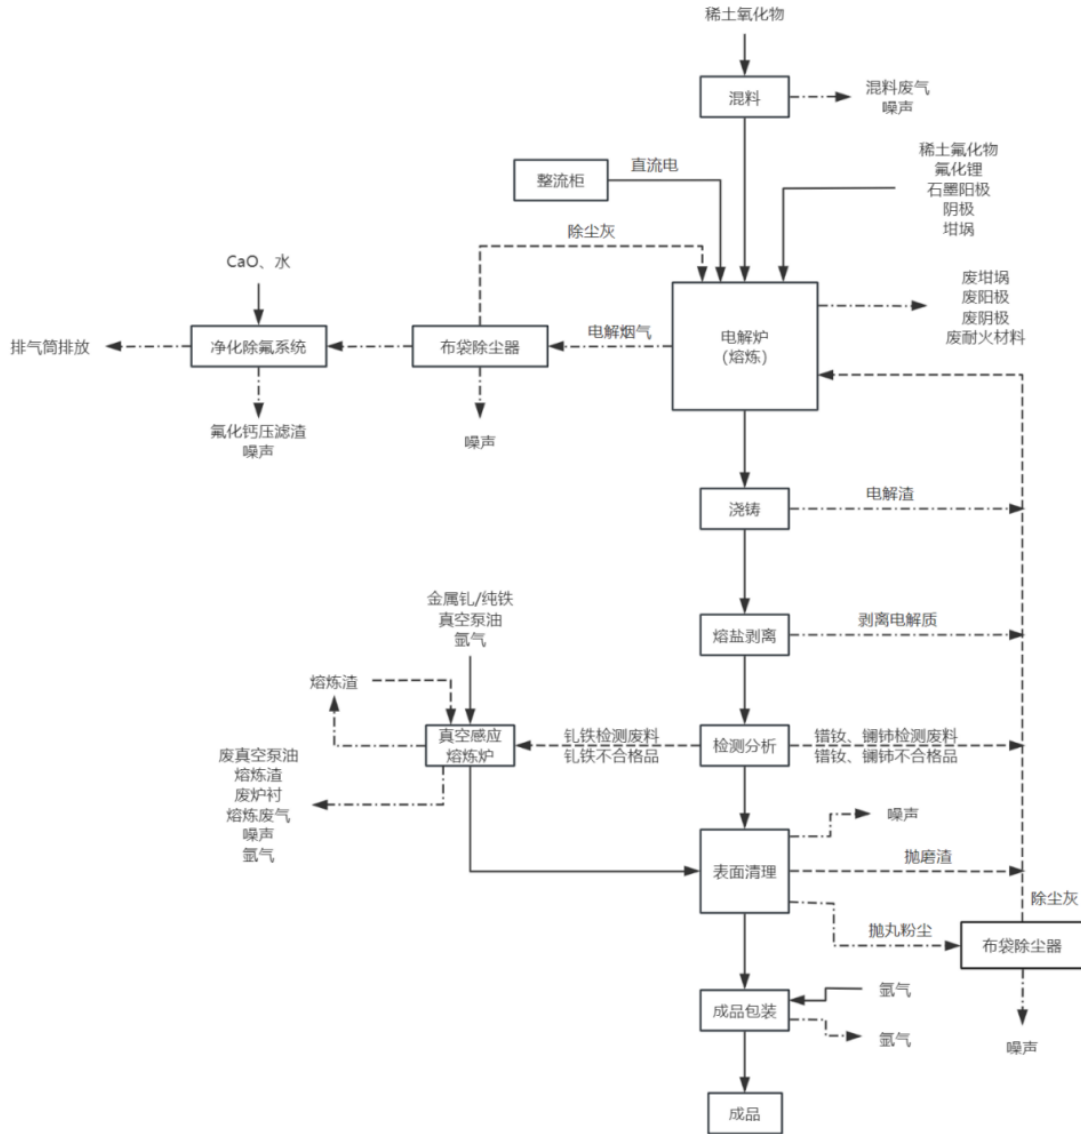 稀土氧化物
混料
混料废气
噪声
稀土氟化物
氟化锂
石墨阳极
阴极
坩埚
整流柜
直流电
除尘灰
CaO、水
排气筒排放
净化除氟系统
布袋除尘器
电解烟气
电解炉
（熔炼）
废坩埚
废阳极
废阴极
废耐火材料
氟化钙压滤渣
噪声
噪声
浇铸
电解渣
金属钆/纯铁
真空泵油
氩气
熔盐剥离
剥离电解质
熔炼渣
真空感应
熔炼炉
钆铁检测废料
钆铁不合格品
检测分析
镨钕、镧铈检测废料
镨钕、镧铈不合格品
废真空泵油
熔炼渣
废炉衬
熔炼废气
噪声
氩气
噪声
表面清理
抛磨渣
除尘灰
抛丸粉尘
布袋除尘器
成品包装
氩气
氩气
噪声
成品